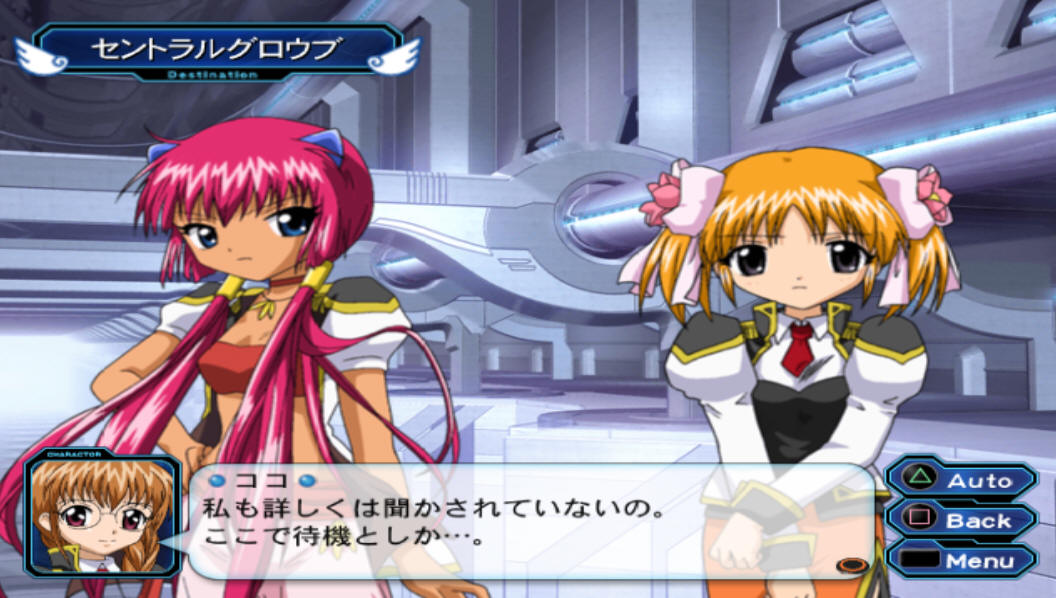 セントラルグロウブ
Destination
CHARACTOR
ココ
私も詳しくは聞かされていないの。
ここで待機としか…。
Auto
Back
Menu